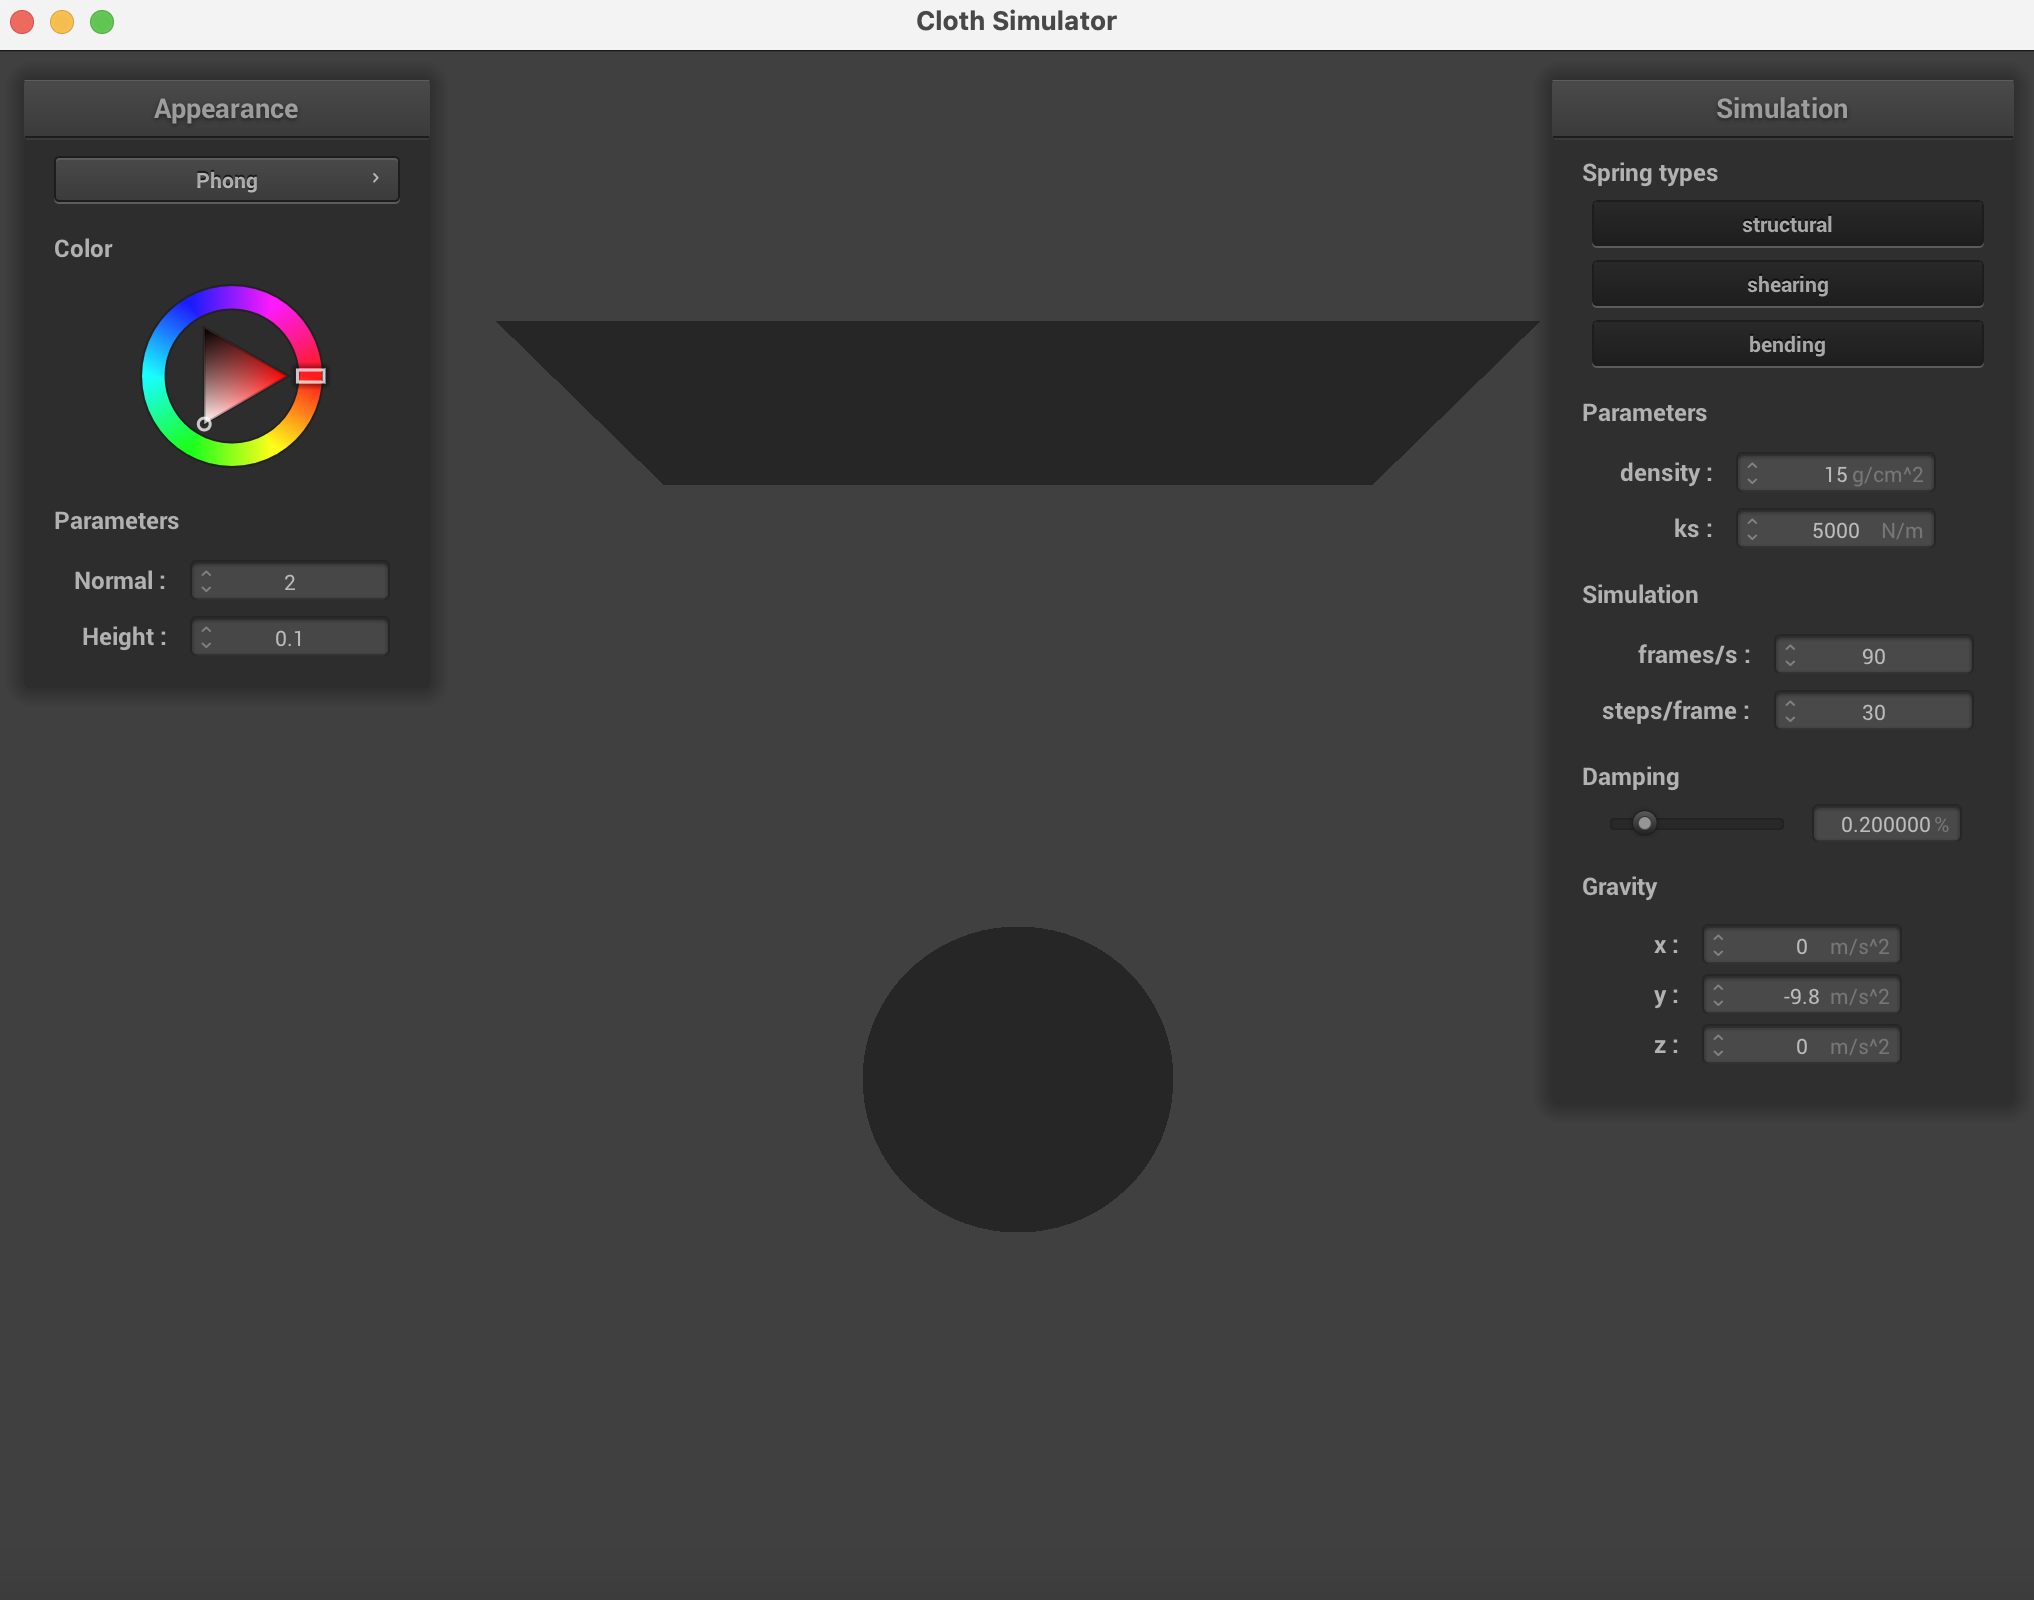 Cloth Simulator
Appearance
Phong
Color
Parameters
Normal : 2
Height : 0.1
Simulation
Spring types
structural
shearing
bending
Parameters
density : 15 g/cm^2
ks : 5000 N/m
Simulation
frames/s : 90
steps/frame : 30
Damping
0.200000 %
Gravity
x : 0 m/s^2
y : -9.8 m/s^2
z : 0 m/s^2